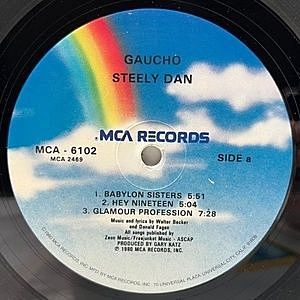 GAUCHO
STEELY DAN
MCA RECORDS
MCA - 6102
MCA 2469
SIDE a
1. BABYLON SISTERS 5:51
2. HEY NINETEEN 5:04
3. GLAMOUR PROFESSION 7:28
Music and lyrics by Walter Becker
and Donald Fagen
All songs published by
Zeon Music/Freejunket Music - ASCAP
PRODUCED BY GARY KATZ
℗ 1980 MCA RECORDS, INC.